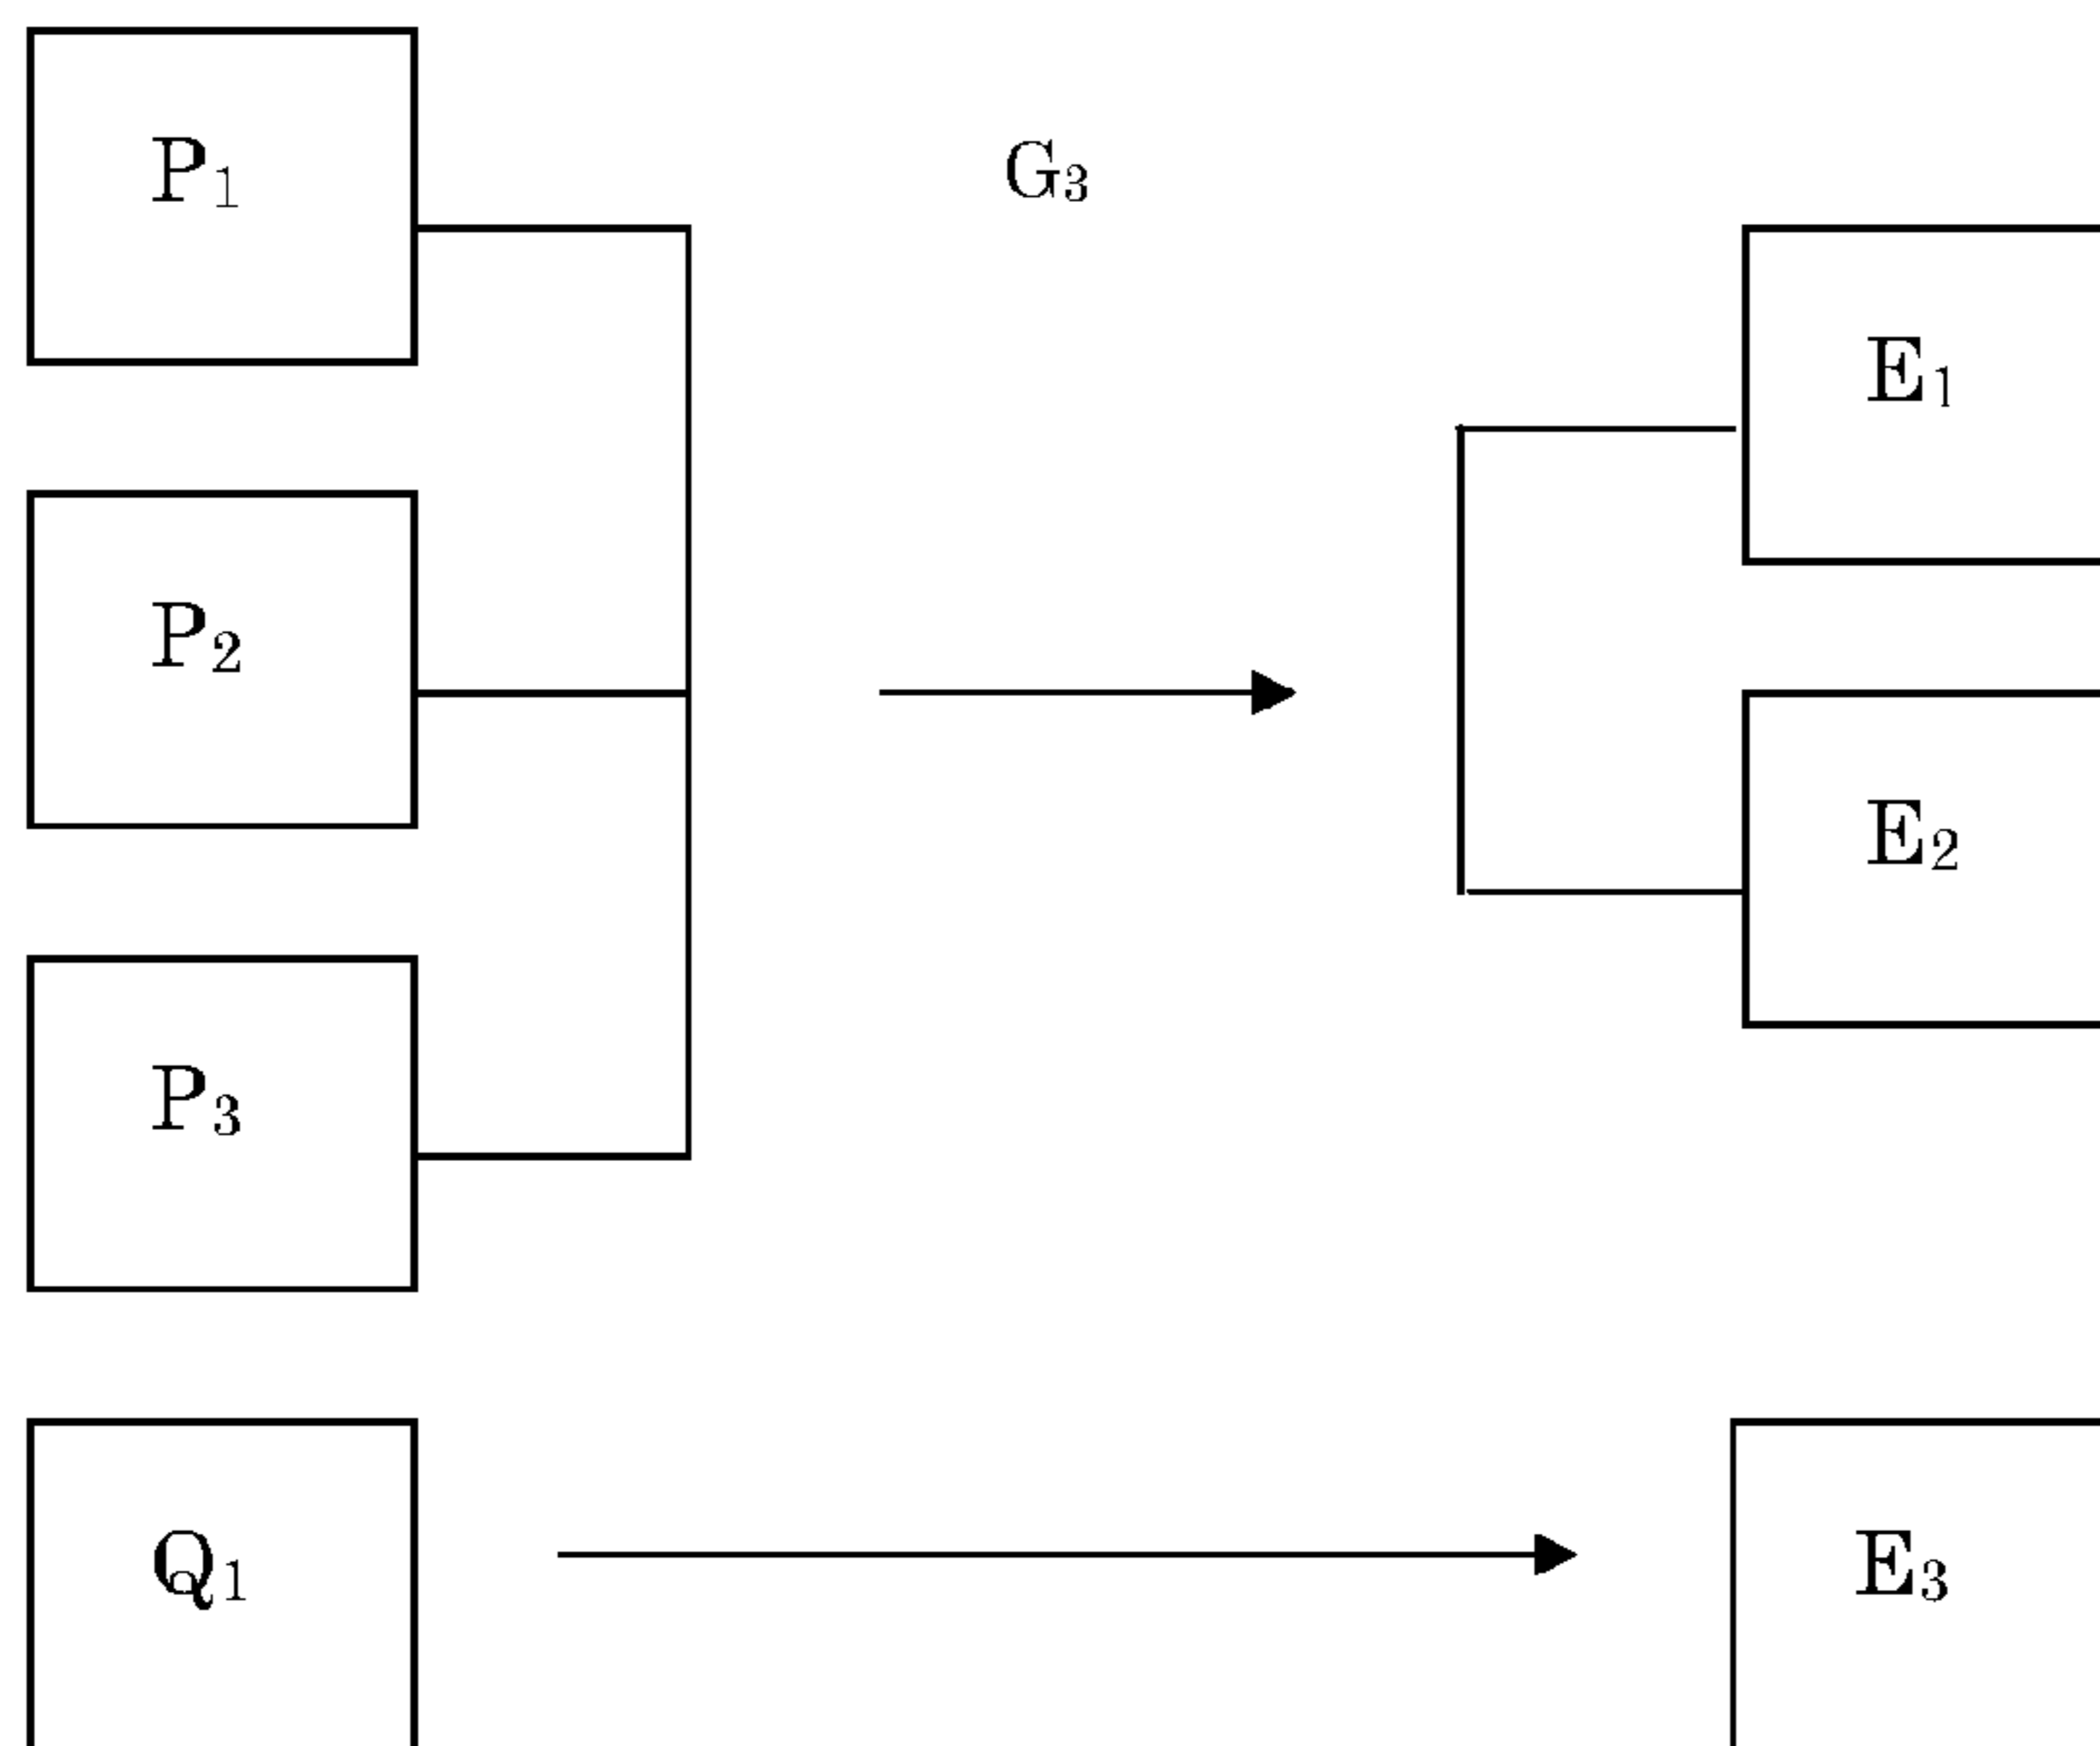 P₁
G₃
E₁
P₂
E₂
P₃
Q₁
E₃